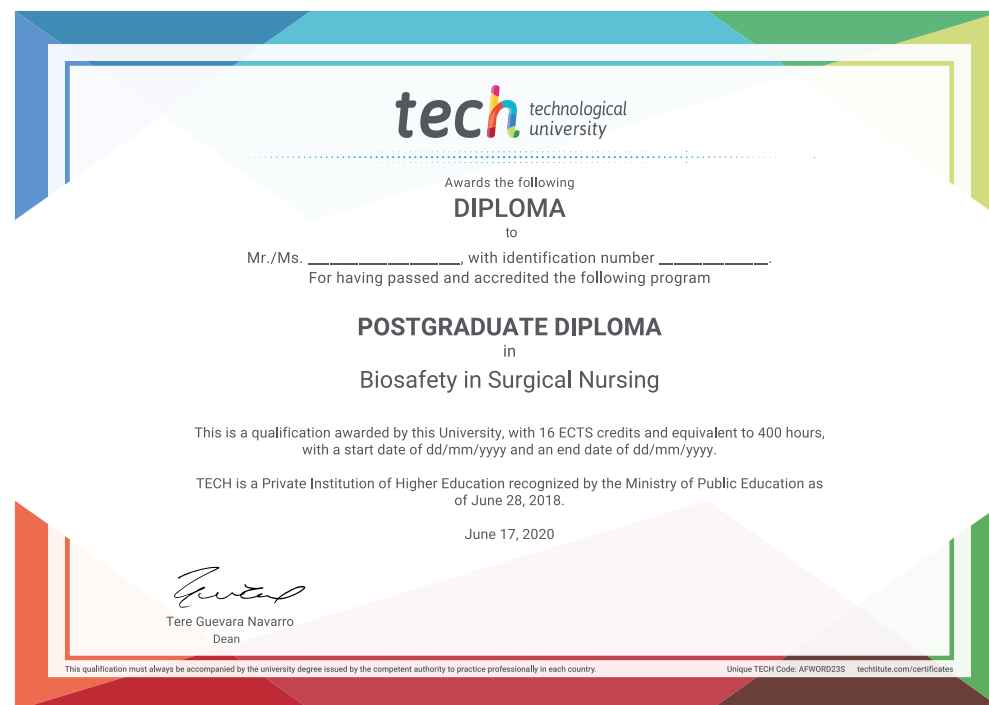 tech technological
university
Awards the following
DIPLOMA
to
Mr./Ms. __________________, with identification number _____________.
For having passed and accredited the following program
POSTGRADUATE DIPLOMA
in
Biosafety in Surgical Nursing
This is a qualification awarded by this University, with 16 ECTS credits and equivalent to 400 hours,
with a start date of dd/mm/yyyy and an end date of dd/mm/yyyy.
TECH is a Private Institution of Higher Education recognized by the Ministry of Public Education as
of June 28, 2018.
June 17, 2020
Tere Guevara Navarro
Dean
This qualification must always be accompanied by the university degree issued by the competent authority to practice professionally in each country. Unique TECH Code: AFWORD23S techtitute.com/certificates